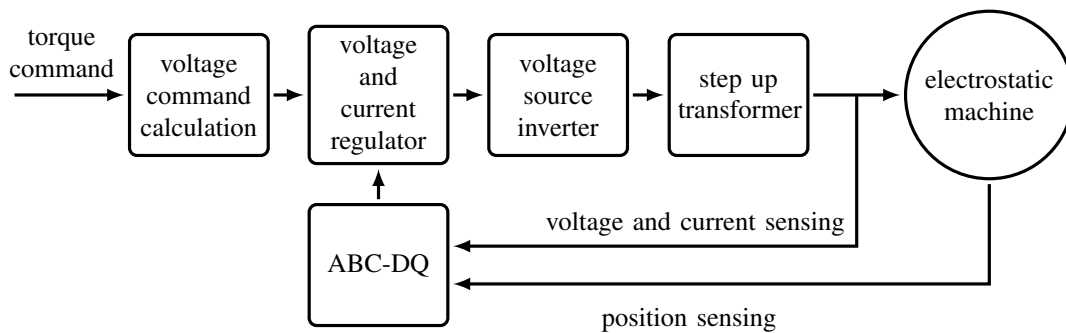 torque
command
voltage
command
calculation
voltage
and
current
regulator
voltage
source
inverter
step up
transformer
electrostatic
machine
voltage and current sensing
ABC-DQ
position sensing